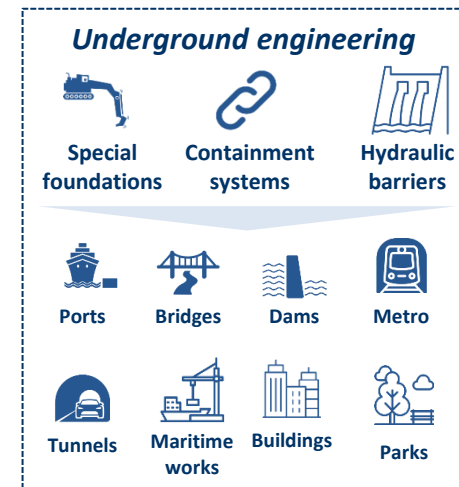 Underground engineering
Special
foundations
Containment
systems
Hydraulic
barriers
Ports
Bridges
Dams
Metro
Tunnels
Maritime
works
Buildings
Parks